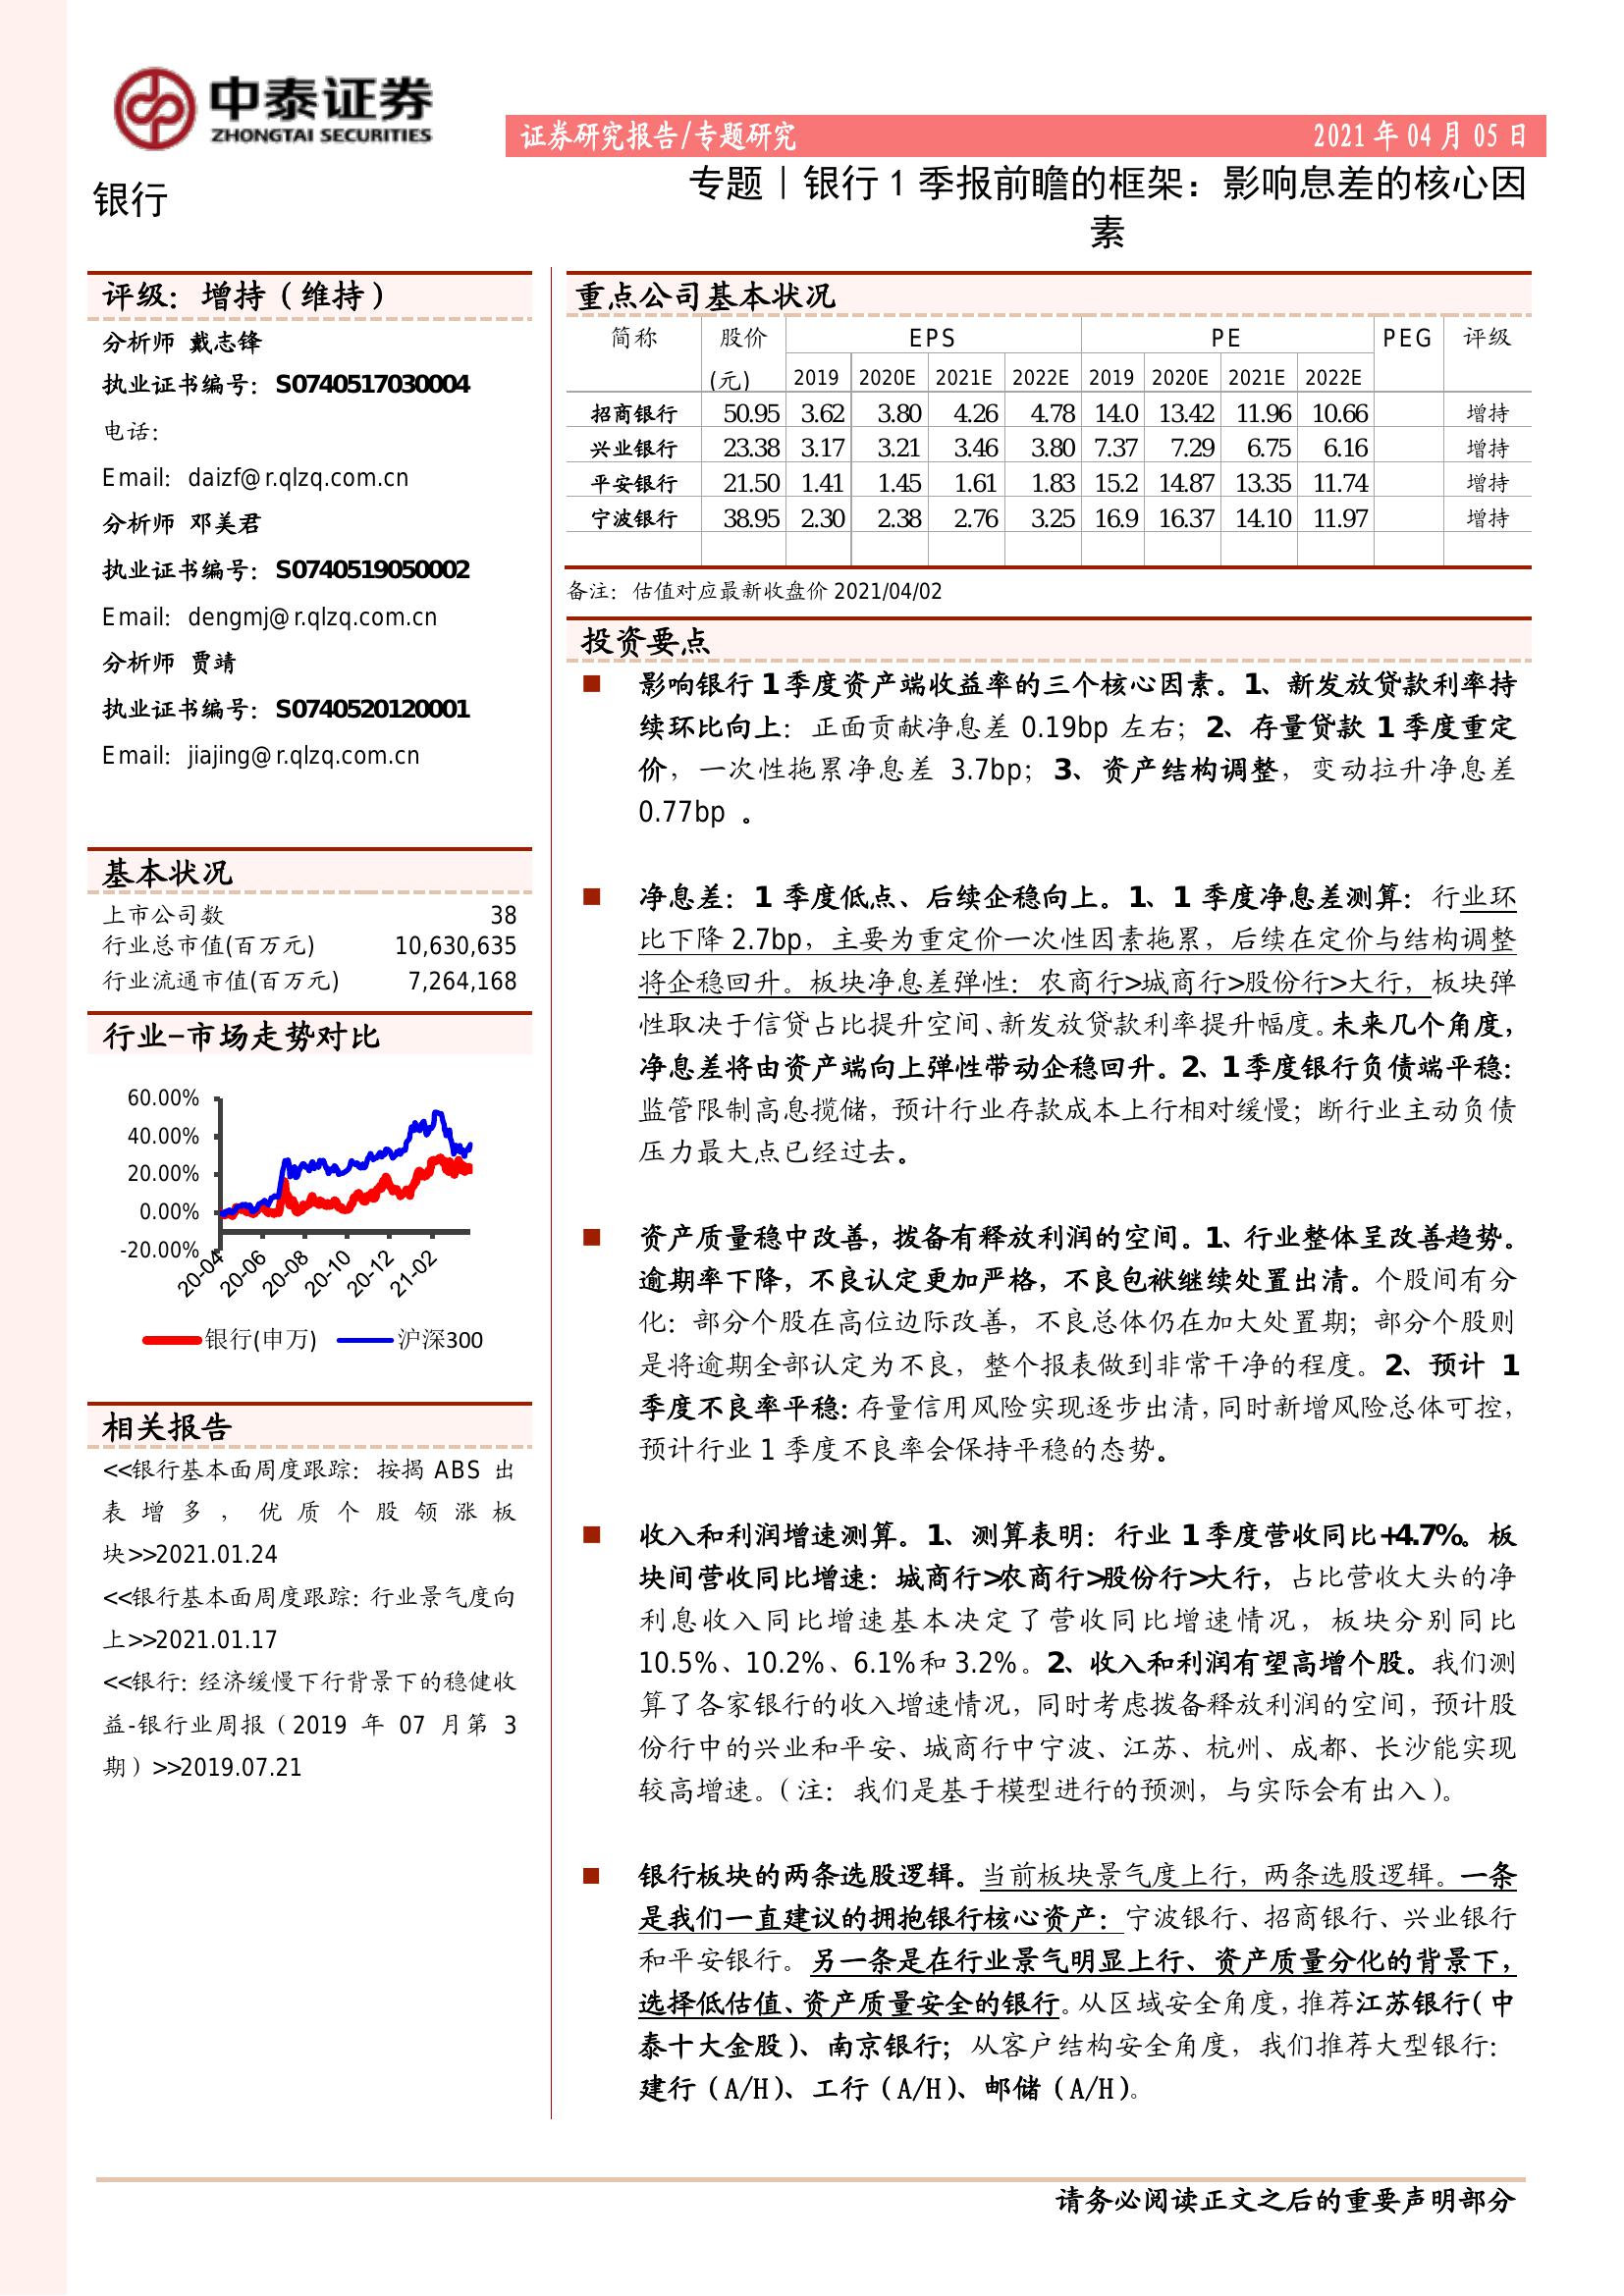 中泰证券
ZHONGTAI SECURITIES
证券研究报告/专题研究
2021 年 04 月 05 日
银行
专题｜银行 1 季报前瞻的框架：影响息差的核心因
素
评级：增持（维持）
分析师 戴志锋
执业证书编号：S0740517030004
电话：
Email：daizf@r.qlzq.com.cn
分析师 邓美君
执业证书编号：S0740519050002
Email：dengmj@r.qlzq.com.cn
分析师 贾靖
执业证书编号：S0740520120001
Email：jiajing@r.qlzq.com.cn
基本状况
上市公司数 38
行业总市值(百万元) 10,630,635
行业流通市值(百万元) 7,264,168
行业-市场走势对比
60.00%
40.00%
20.00%
0.00%
-20.00%
20-04 20-06 20-08 20-10 20-12 21-02
银行(申万) 沪深300
相关报告
<<银行基本面周度跟踪：按揭 ABS 出
表增多，优质个股领涨板
块>>2021.01.24
<<银行基本面周度跟踪：行业景气度向
上>>2021.01.17
<<银行：经济缓慢下行背景下的稳健收
益-银行业周报（2019 年 07 月第 3
期）>>2019.07.21
重点公司基本状况
简称 股价 EPS PE PEG 评级
(元) 2019 2020E 2021E 2022E 2019 2020E 2021E 2022E
招商银行 50.95 3.62 3.80 4.26 4.78 14.0 13.42 11.96 10.66 增持
兴业银行 23.38 3.17 3.21 3.46 3.80 7.37 7.29 6.75 6.16 增持
平安银行 21.50 1.41 1.45 1.61 1.83 15.2 14.87 13.35 11.74 增持
宁波银行 38.95 2.30 2.38 2.76 3.25 16.9 16.37 14.10 11.97 增持
备注：估值对应最新收盘价 2021/04/02
投资要点
影响银行 1 季度资产端收益率的三个核心因素。1、新发放贷款利率持
续环比向上：正面贡献净息差 0.19bp 左右；2、存量贷款 1 季度重定
价，一次性拖累净息差 3.7bp；3、资产结构调整，变动拉升净息差
0.77bp 。
净息差：1 季度低点、后续企稳向上。1、1 季度净息差测算：行业环
比下降 2.7bp，主要为重定价一次性因素拖累，后续在定价与结构调整
将企稳回升。板块净息差弹性：农商行>城商行>股份行>大行，板块弹
性取决于信贷占比提升空间、新发放贷款利率提升幅度。未来几个角度，
净息差将由资产端向上弹性带动企稳回升。2、1 季度银行负债端平稳：
监管限制高息揽储，预计行业存款成本上行相对缓慢；断行业主动负债
压力最大点已经过去。
资产质量稳中改善，拨备有释放利润的空间。1、行业整体呈改善趋势。
逾期率下降，不良认定更加严格，不良包袱继续处置出清。个股间有分
化：部分个股在高位边际改善，不良总体仍在加大处置期；部分个股则
是将逾期全部认定为不良，整个报表做到非常干净的程度。2、预计 1
季度不良率平稳：存量信用风险实现逐步出清，同时新增风险总体可控，
预计行业 1 季度不良率会保持平稳的态势。
收入和利润增速测算。1、测算表明：行业 1 季度营收同比+4.7%。板
块间营收同比增速：城商行>农商行>股份行>大行，占比营收大头的净
利息收入同比增速基本决定了营收同比增速情况，板块分别同比
10.5%、10.2%、6.1%和 3.2%。2、收入和利润有望高增个股。我们测
算了各家银行的收入增速情况，同时考虑拨备释放利润的空间，预计股
份行中的兴业和平安、城商行中宁波、江苏、杭州、成都、长沙能实现
较高增速。（注：我们是基于模型进行的预测，与实际会有出入）。
银行板块的两条选股逻辑。当前板块景气度上行，两条选股逻辑。一条
是我们一直建议的拥抱银行核心资产：宁波银行、招商银行、兴业银行
和平安银行。另一条是在行业景气明显上行、资产质量分化的背景下，
选择低估值、资产质量安全的银行。从区域安全角度，推荐江苏银行（中
泰十大金股）、南京银行；从客户结构安全角度，我们推荐大型银行：
建行（A/H）、工行（A/H）、邮储（A/H）。
请务必阅读正文之后的重要声明部分